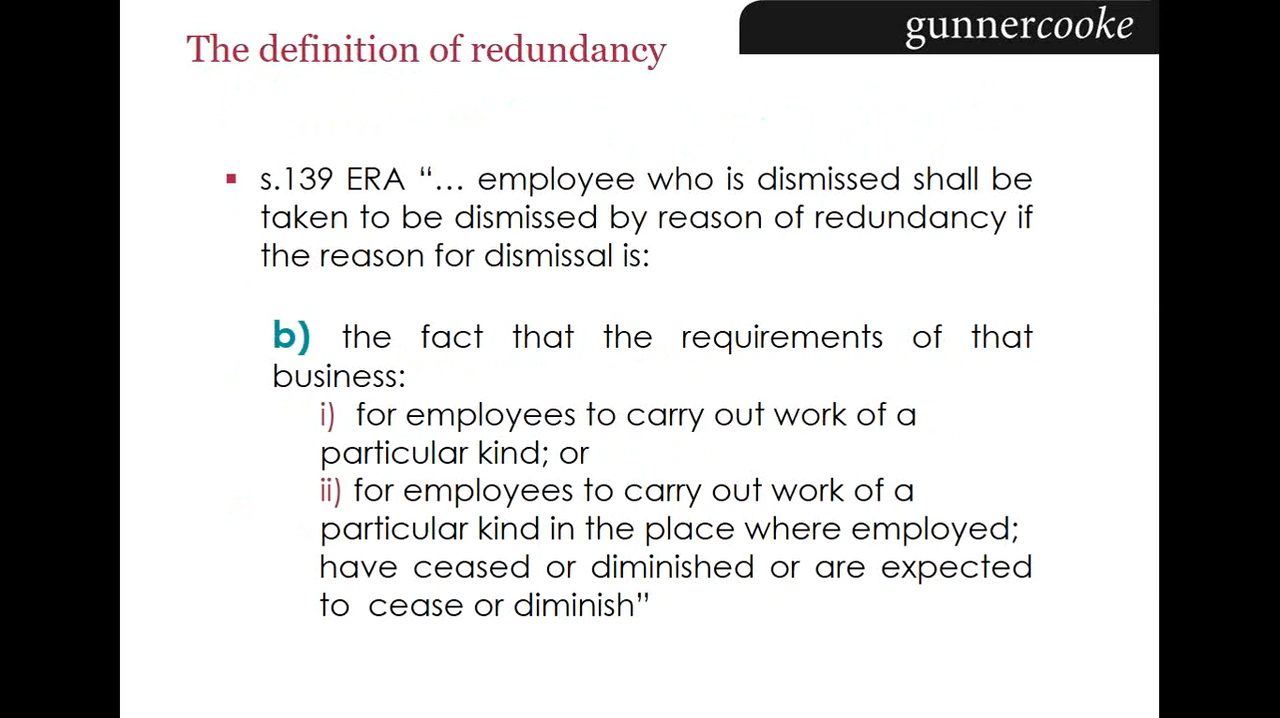 The definition of redundancy
gunnercooke
▪ s.139 ERA “… employee who is dismissed shall be
taken to be dismissed by reason of redundancy if
the reason for dismissal is:
b) the fact that the requirements of that
business:
i) for employees to carry out work of a
particular kind; or
ii) for employees to carry out work of a
particular kind in the place where employed;
have ceased or diminished or are expected
to cease or diminish”